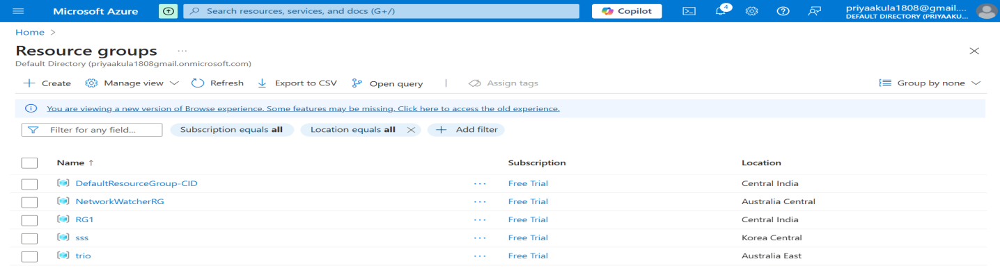 Microsoft Azure Search resources, services, and docs (G+/) Copilot 4 priyaakula1808@gmail....
DEFAULT DIRECTORY (PRIYAAKU...
Home >
Resource groups ...
Default Directory (priyaakula1808gmail.onmicrosoft.com)
+ Create Manage view Refresh Export to CSV Open query | Assign tags Group by none
You are viewing a new version of Browse experience. Some features may be missing. Click here to access the old experience.
Filter for any field... Subscription equals all Location equals all × + Add filter
Name ↑ Subscription Location
DefaultResourceGroup-CID ... Free Trial Central India
NetworkWatcherRG ... Free Trial Australia Central
RG1 ... Free Trial Central India
sss ... Free Trial Korea Central
trio ... Free Trial Australia East